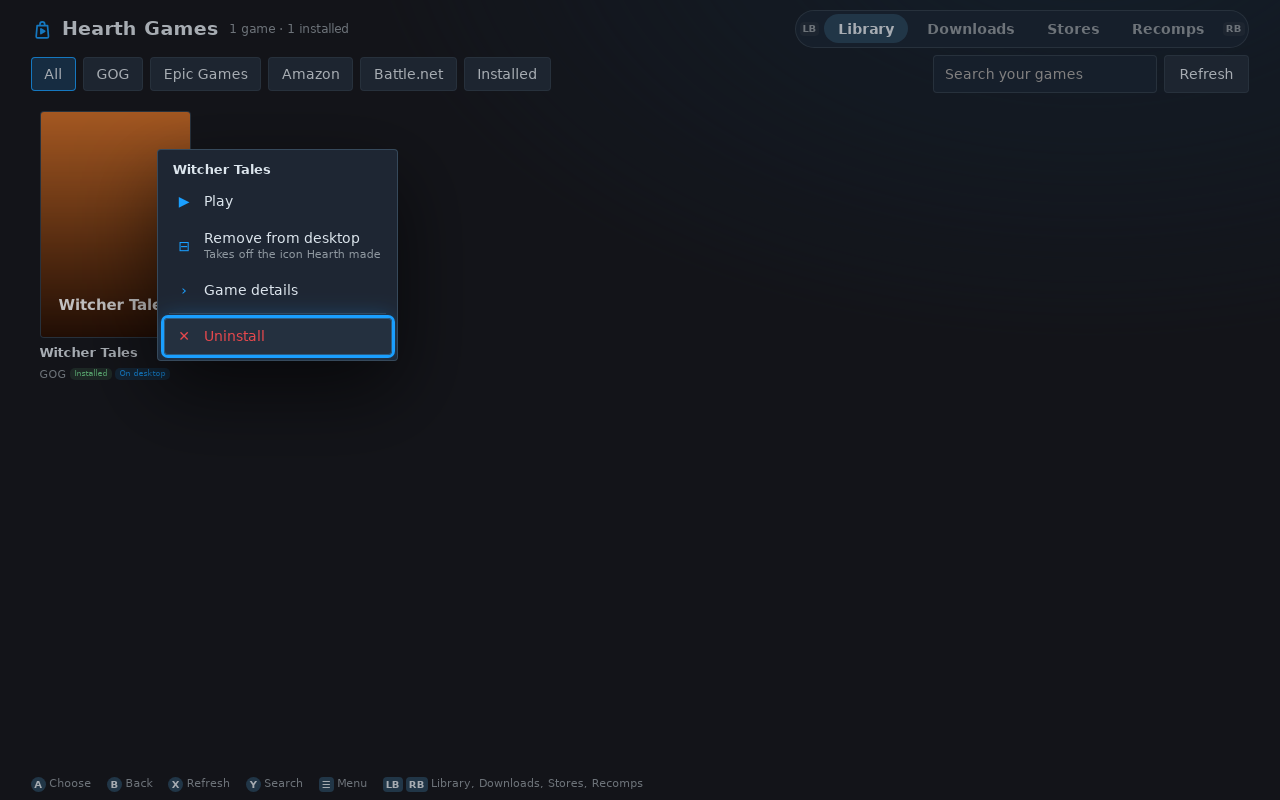 Hearth Games 1 game · 1 installed
LB Library Downloads Stores Recomps RB
All GOG Epic Games Amazon Battle.net Installed
Search your games Refresh
Witcher Tales
▶ Play
Remove from desktop
Takes off the icon Hearth made
› Game details
✕ Uninstall
Witcher Tale
Witcher Tales
GOG Installed On desktop
A Choose B Back X Refresh Y Search ☰ Menu LB RB Library, Downloads, Stores, Recomps